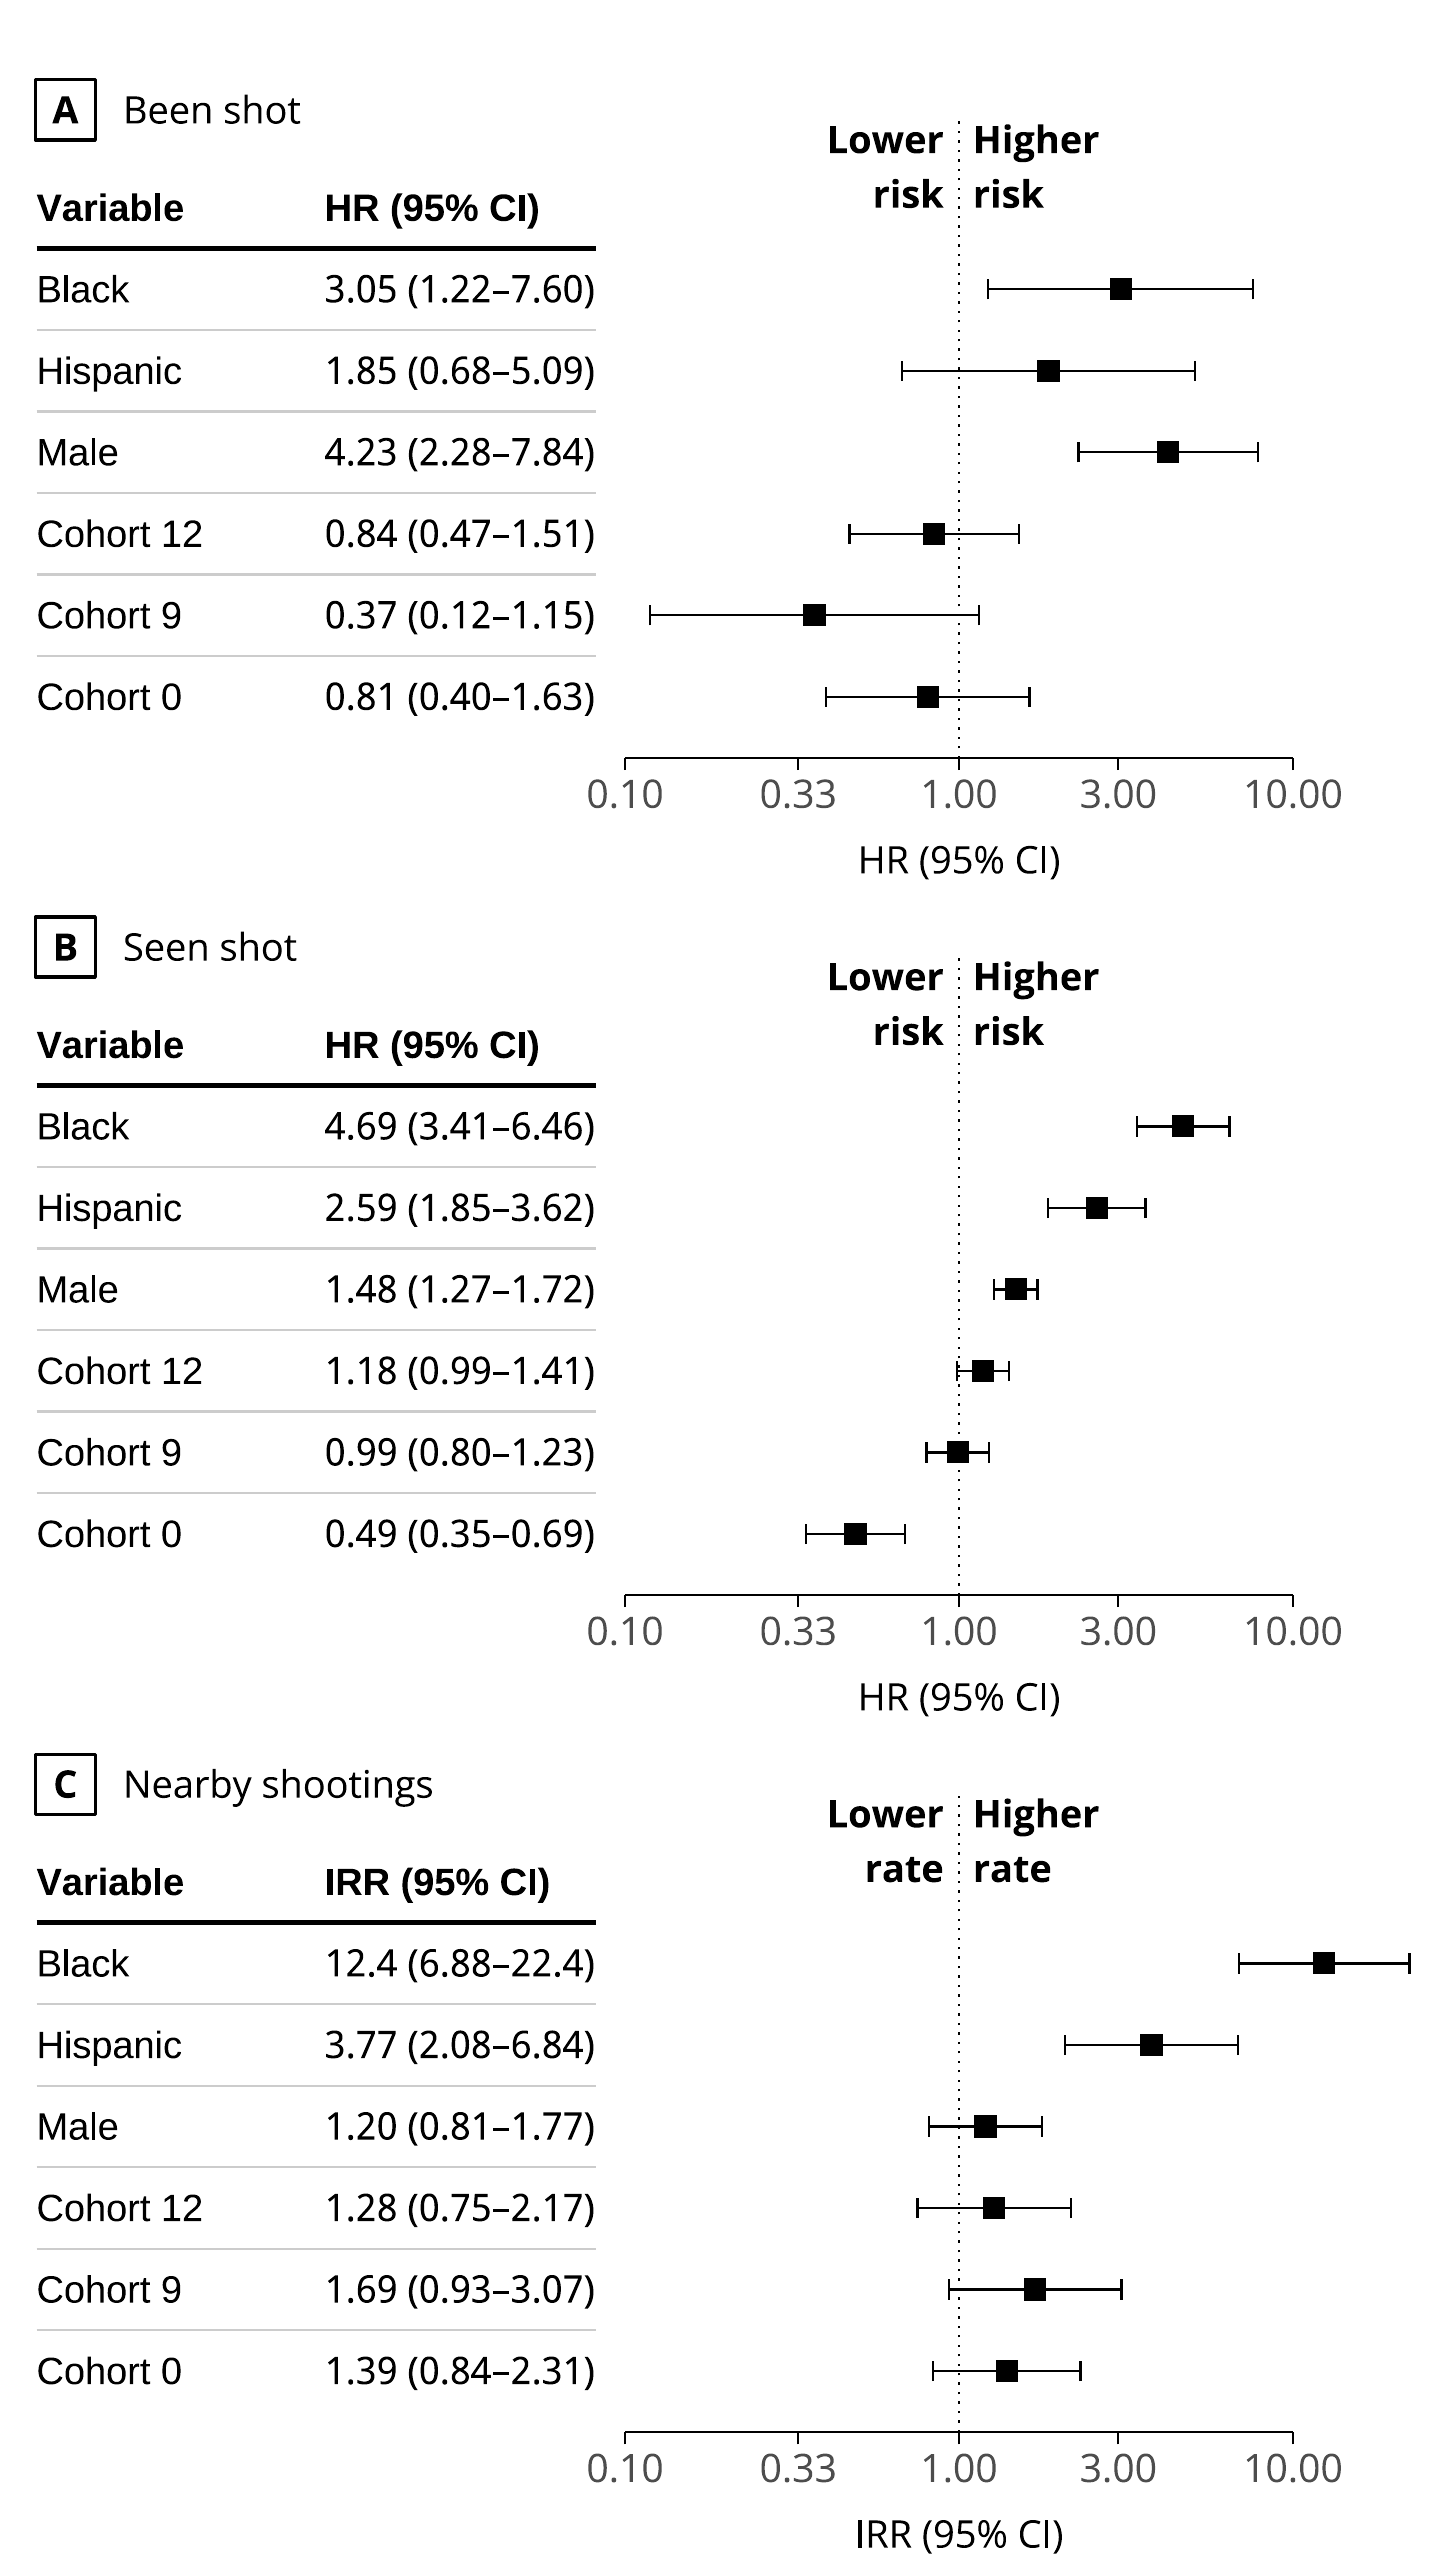 A Been shot
Lower Higher
risk risk
Variable HR (95% CI)
Black 3.05 (1.22–7.60)
Hispanic 1.85 (0.68–5.09)
Male 4.23 (2.28–7.84)
Cohort 12 0.84 (0.47–1.51)
Cohort 9 0.37 (0.12–1.15)
Cohort 0 0.81 (0.40–1.63)
0.10 0.33 1.00 3.00 10.00
HR (95% CI)
B Seen shot
Lower Higher
risk risk
Variable HR (95% CI)
Black 4.69 (3.41–6.46)
Hispanic 2.59 (1.85–3.62)
Male 1.48 (1.27–1.72)
Cohort 12 1.18 (0.99–1.41)
Cohort 9 0.99 (0.80–1.23)
Cohort 0 0.49 (0.35–0.69)
0.10 0.33 1.00 3.00 10.00
HR (95% CI)
C Nearby shootings
Lower Higher
rate rate
Variable IRR (95% CI)
Black 12.4 (6.88–22.4)
Hispanic 3.77 (2.08–6.84)
Male 1.20 (0.81–1.77)
Cohort 12 1.28 (0.75–2.17)
Cohort 9 1.69 (0.93–3.07)
Cohort 0 1.39 (0.84–2.31)
0.10 0.33 1.00 3.00 10.00
IRR (95% CI)